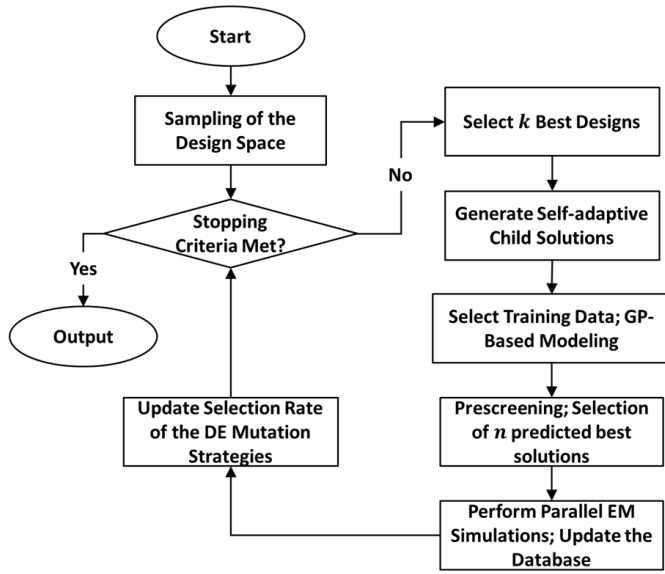 Start
Sampling of the
Design Space
Stopping
Criteria Met?
Yes
Output
No
Select k Best Designs
Generate Self-adaptive
Child Solutions
Select Training Data; GP-
Based Modeling
Prescreening; Selection
of n predicted best
solutions
Perform Parallel EM
Simulations; Update the
Database
Update Selection Rate
of the DE Mutation
Strategies